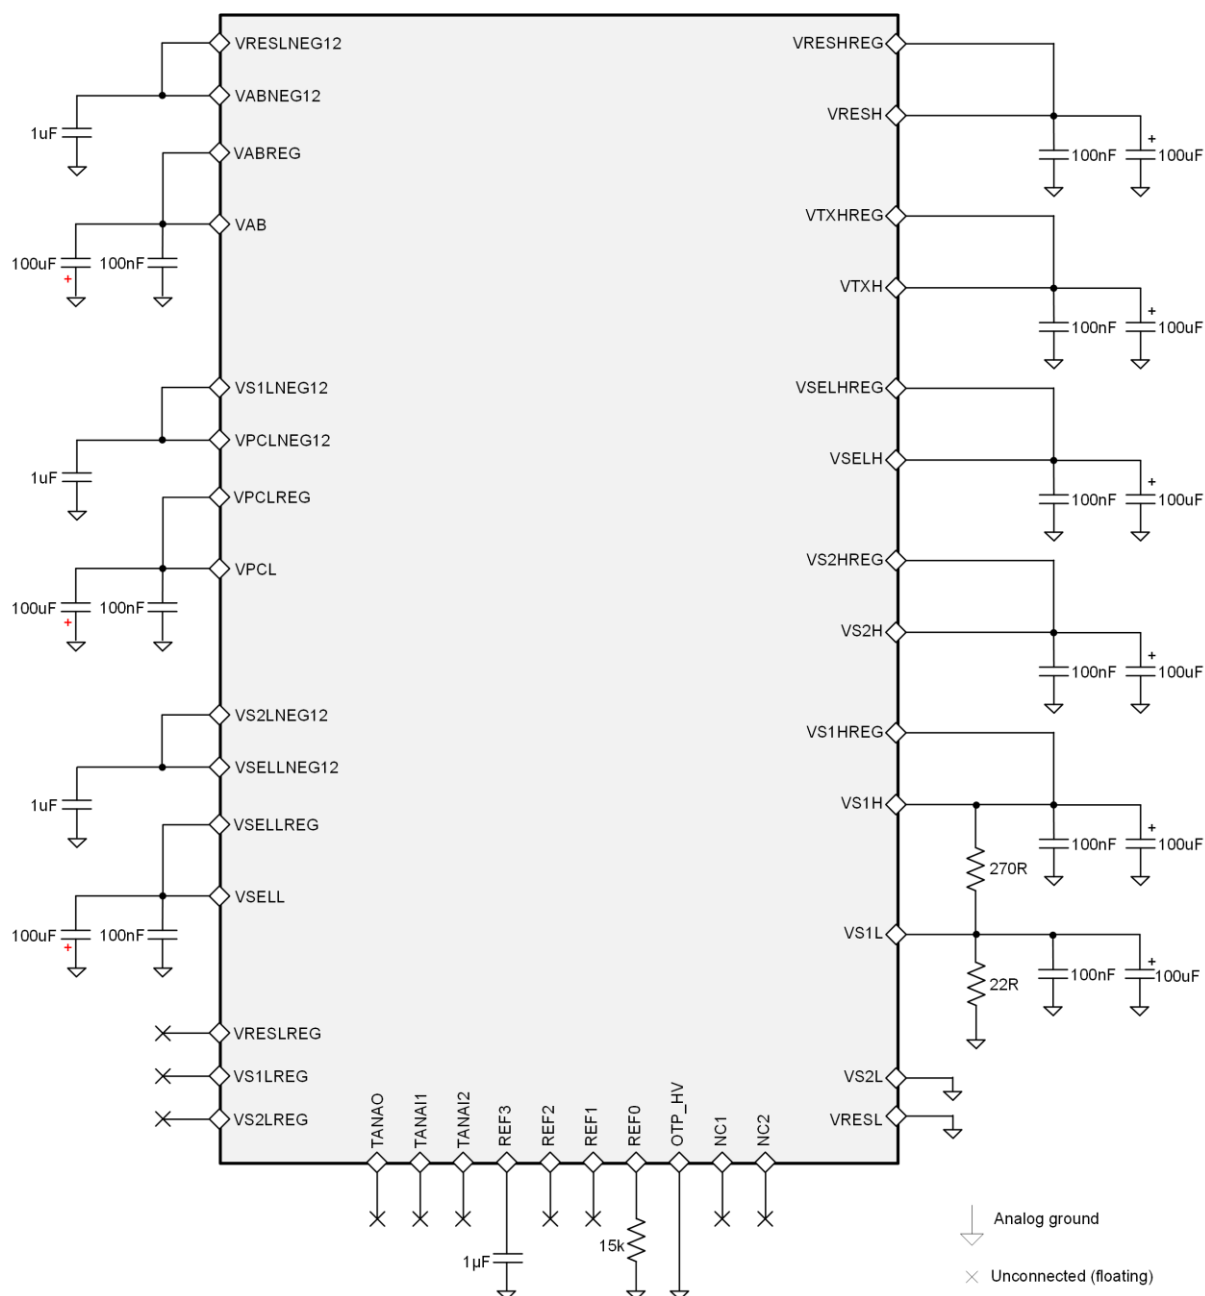 VRESLNEG12
VRESHREG
VABNEG12
1uF
VRESH
VABREG
100nF
+
100uF
VTXHREG
VAB
100uF
+
100nF
VTXH
100nF
+
100uF
VS1LNEG12
VSELHREG
VPCLNEG12
1uF
VSELH
VPCLREG
100nF
+
100uF
VS2HREG
VPCL
100uF
+
100nF
VS2H
100nF
+
100uF
VS2LNEG12
VS1HREG
VSELLNEG12
1uF
VS1H
VSELLREG
270R
100nF
+
100uF
VSELL
100uF
+
100nF
VS1L
22R
100nF
+
100uF
VRESLREG
VS1LREG
VS2L
VS2LREG
VRESL
TANAO
TANAI1
TANAI2
REF3
REF2
REF1
REF0
OTP_HV
NC1
NC2
1µF
15k
Analog ground
Unconnected (floating)